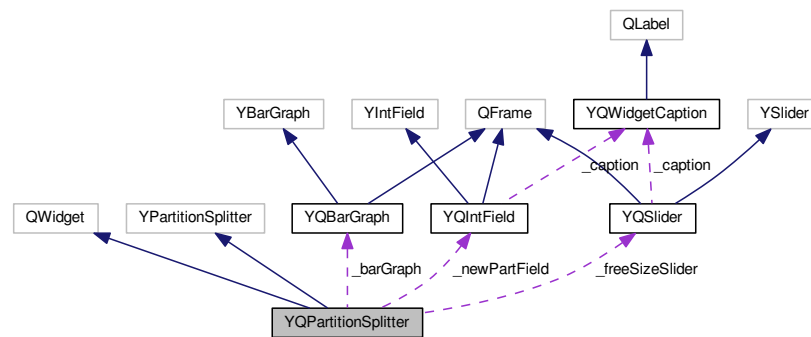 QLabel
YBarGraph
YIntField
QFrame
YQWidgetCaption
YSlider
_caption
_caption
QWidget
YPartitionSplitter
YQBarGraph
YQIntField
YQSlider
_barGraph
_newPartField
_freeSizeSlider
YQPartitionSplitter